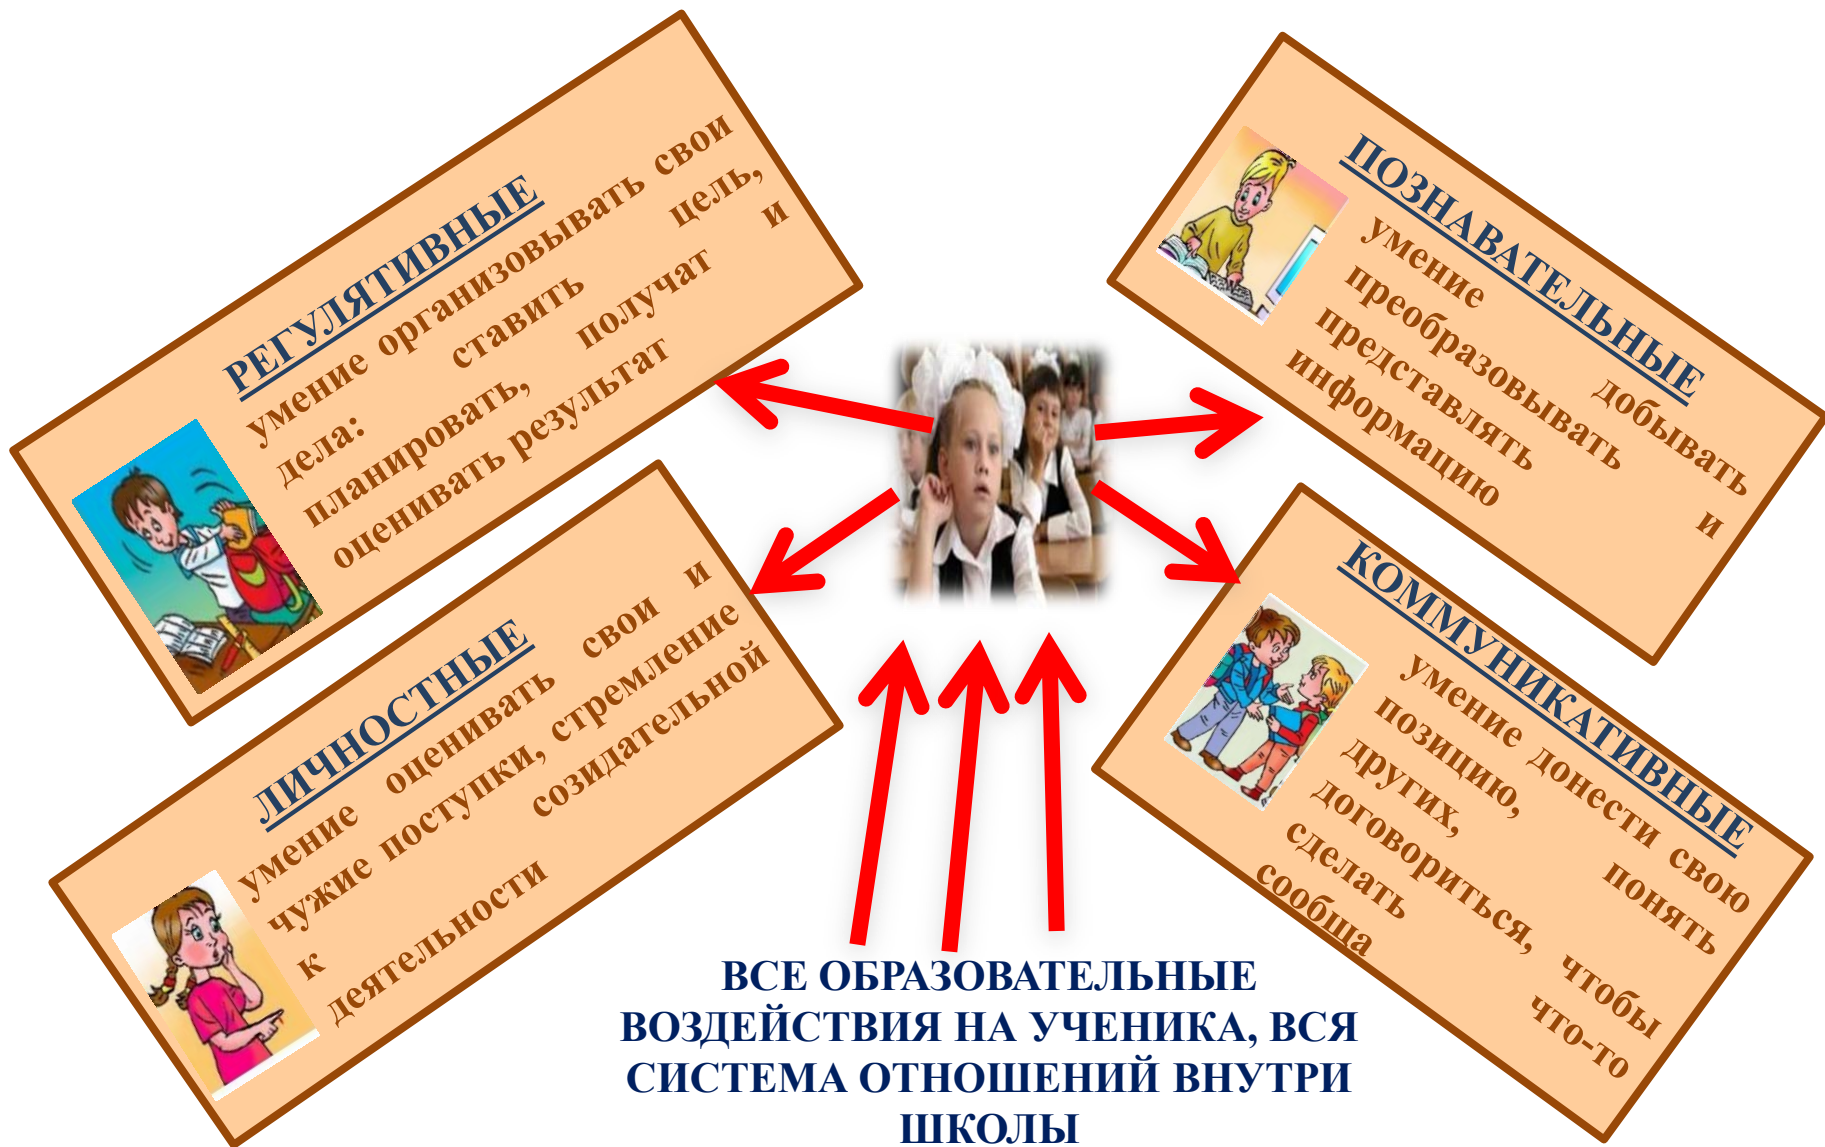 РЕГУЛЯТИВНЫЕ
умение организовывать свои
дела: ставить цель,
планировать, получат и
оценивать результат
ПОЗНАВАТЕЛЬНЫЕ
умение добывать
преобразовывать и
представлять
информацию
ЛИЧНОСТНЫЕ
умение оценивать свои и
чужие поступки, стремление
к созидательной
деятельности
КОММУНИКАТИВНЫЕ
умение донести свою
позицию, понять
других,
договориться, чтобы
сделать что-то
сообща
ВСЕ ОБРАЗОВАТЕЛЬНЫЕ
ВОЗДЕЙСТВИЯ НА УЧЕНИКА, ВСЯ
СИСТЕМА ОТНОШЕНИЙ ВНУТРИ
ШКОЛЫ